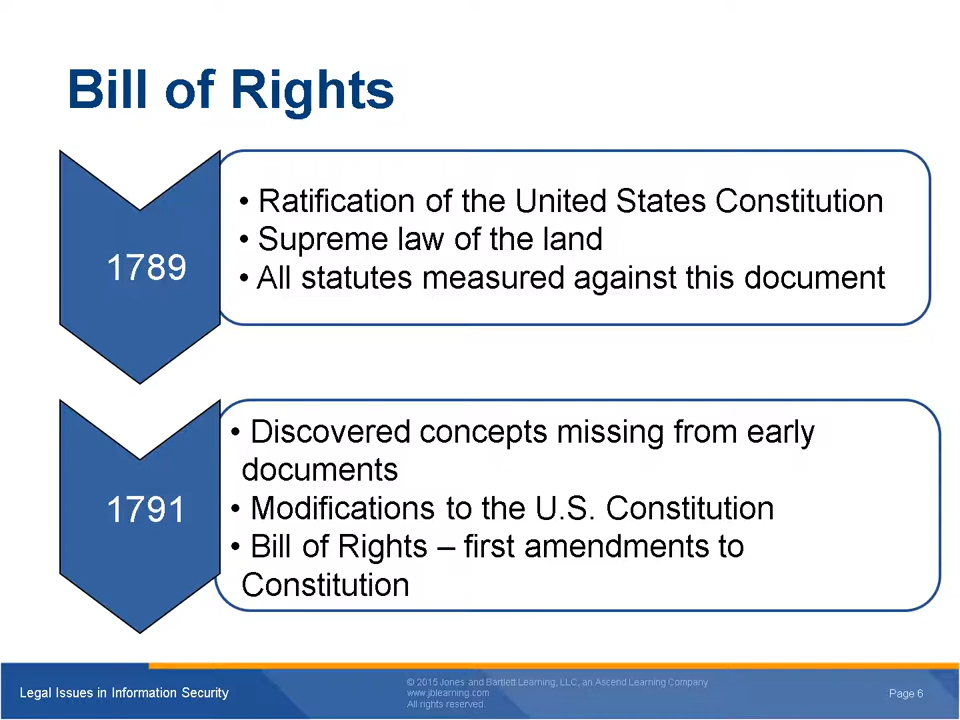 Bill of Rights
1789
• Ratification of the United States Constitution
• Supreme law of the land
• All statutes measured against this document
1791
• Discovered concepts missing from early
documents
• Modifications to the U.S. Constitution
• Bill of Rights – first amendments to
Constitution
Legal Issues in Information Security
© 2015 Jones and Bartlett Learning, LLC, an Ascend Learning Company
www.jblearning.com
All rights reserved.
Page 6